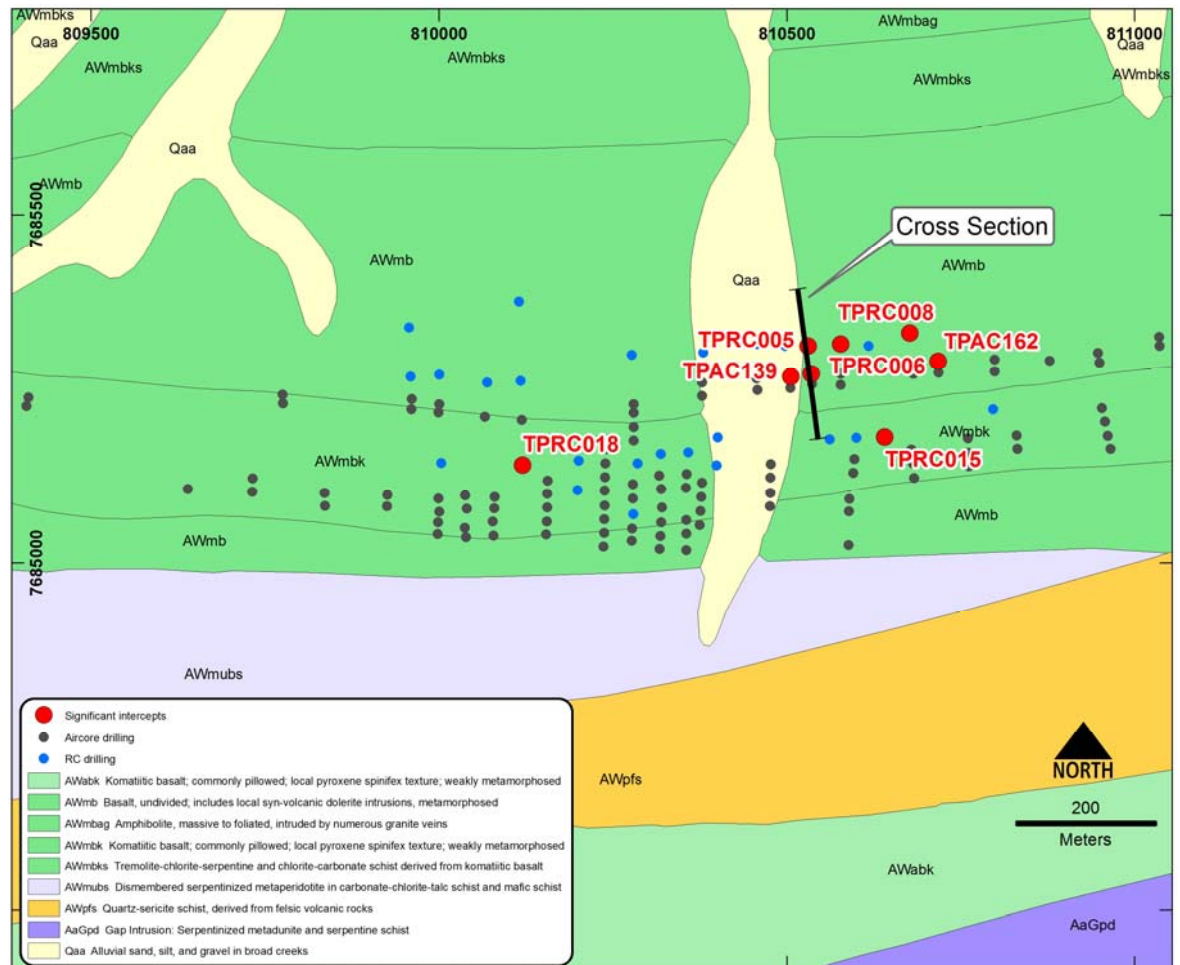 AWmbks
809500
810000
810500
811000
AWmbag
Qaa
AWmbks
AWmbks
AWmbks
Qaa
AWmbks
Qaa
AWmb
7685500
Cross Section
AWmb
Qaa
AWmb
TPRC008
TPRC005
TPAC162
TPAC139
TPRC006
AWmbk
TPRC018
AWmbk
TPRC015
AWmb
AWmb
7685000
AWmubs
Significant intercepts
Aircore drilling
RC drilling
AWabk Komatiitic basalt; commonly pillowed; local pyroxene spinifex texture; weakly metamorphosed
AWmb Basalt, undivided; includes local syn-volcanic dolerite intrusions, metamorphosed
AWmbag Amphibolite, massive to foliated, intruded by numerous granite veins
AWmbk Komatiitic basalt; commonly pillowed; local pyroxene spinifex texture; weakly metamorphosed
AWmbks Tremolite-chlorite-serpentine and chlorite-carbonate schist derived from komatiitic basalt
AWmubs Dismembered serpentinized metaperidotite in carbonate-chlorite-talc schist and mafic schist
AWpfs Quartz-sericite schist, derived from felsic volcanic rocks
AaGpd Gap Intrusion: Serpentinized metadunite and serpentine schist
Qaa Alluvial sand, silt, and gravel in broad creeks
AWpfs
NORTH
200
Meters
AWabk
AaGpd